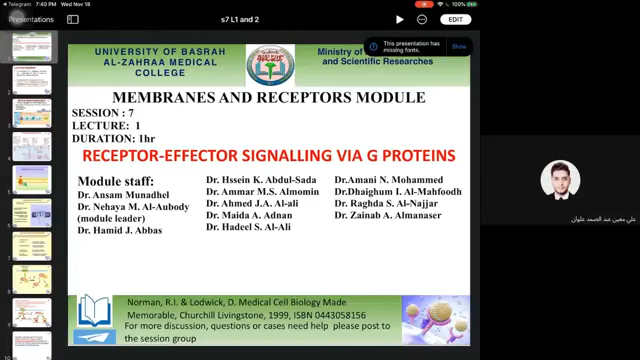 Telegram 7:40 PM Wed Nov 18
100%
Presentations
s7 L1 and 2
EDIT
This presentation has missing fonts.
Show
UNIVERSITY OF BASRAH
AL-ZAHRAA MEDICAL
COLLEGE
Ministry of
and Scientific Researches
MEMBRANES AND RECEPTORS MODULE
SESSION : 7
LECTURE: 1
DURATION: 1hr
RECEPTOR-EFFECTOR SIGNALLING VIA G PROTEINS
Module staff:
Dr. Ansam Munadhel
Dr. Nehaya M. Al-Aubody
(module leader)
Dr. Hamid J. Abbas
Dr. Hssein K. Abdul-Sada
Dr. Ammar M.S. Almomin
Dr. Ahmed J.A. Al-ali
Dr. Maida A. Adnan
Dr. Hadeel S. Al-Ali
Dr.Amani N. Mohammed
Dr.Dhaighum I. Al-Mahfoodh
Dr. Raghda S. Al-Najjar
Dr. Zainab A. Almanaser
Norman, R.I. & Lodwick, D. Medical Cell Biology Made
Memorable, Churchill Livingstone, 1999, ISBN 0443058156
For more discussion, questions or cases need help please post to
the session group
علي معين عبد الصمد علوان